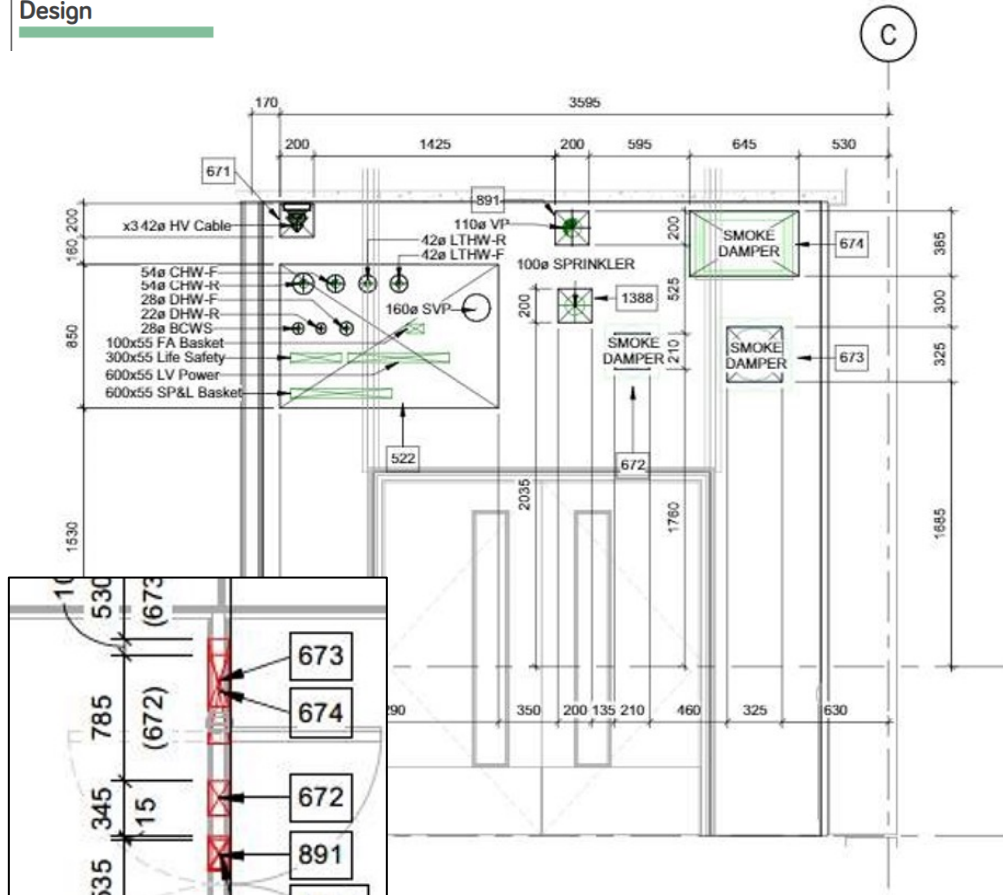 Design
C
170
3595
200
1425
200
595
645
530
671
891
x3 42ø HV Cable
110ø VP
200
160
850
1530
42ø LTHW-R
42ø LTHW-F
100ø SPRINKLER
200
SMOKE
DAMPER
674
385
54ø CHW-F
54ø CHW-R
28ø DHW-F
22ø DHW-R
28ø BCWS
100x55 FA Basket
300x55 Life Safety
600x55 LV Power
600x55 SP&L Basket
160ø SVP
200
1388
525
300
SMOKE
DAMPER
210
SMOKE
DAMPER
673
325
522
672
2035
1760
1685
530
(673
673
674
785
(672)
290
350
200
135
210
460
325
630
672
345
15
891
535